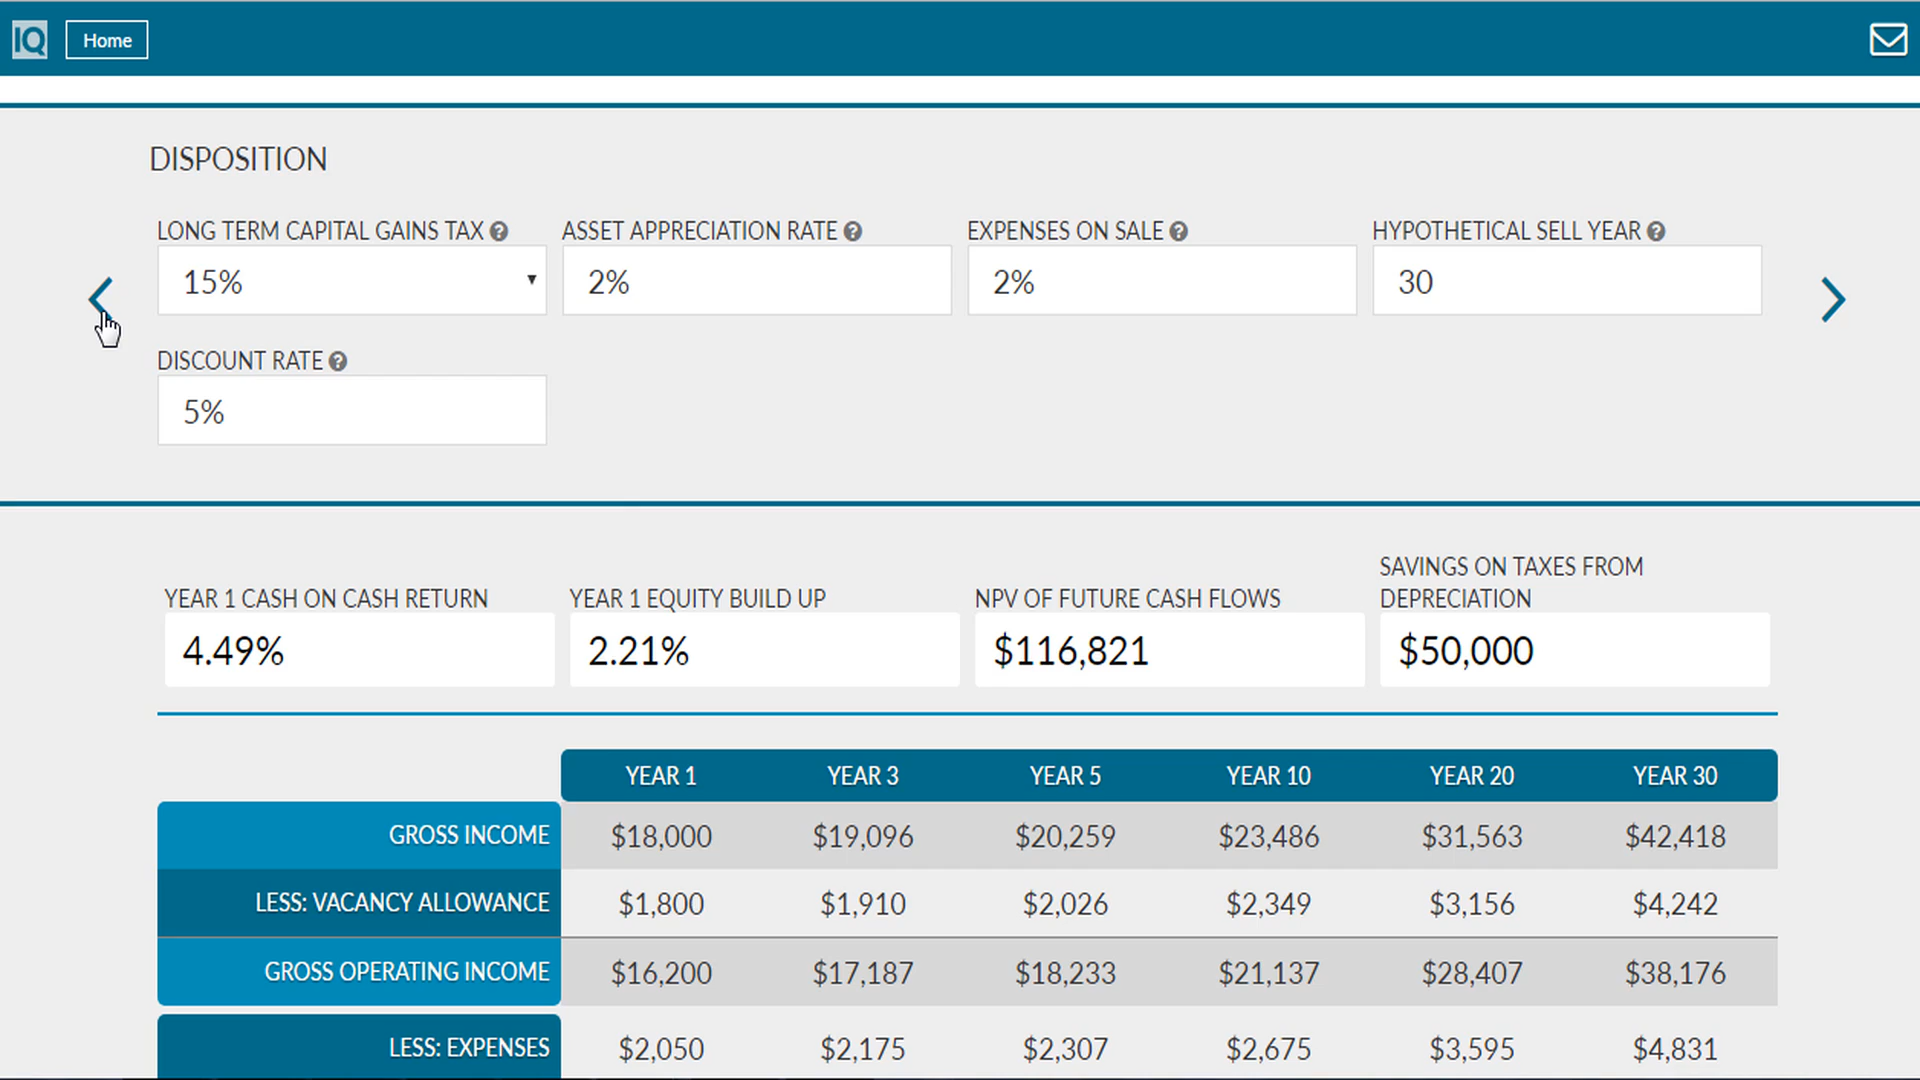 IQ Home
DISPOSITION
LONG TERM CAPITAL GAINS TAX ? ASSET APPRECIATION RATE ? EXPENSES ON SALE ? HYPOTHETICAL SELL YEAR ?
15% 2% 2% 30
DISCOUNT RATE ?
5%
YEAR 1 CASH ON CASH RETURN YEAR 1 EQUITY BUILD UP NPV OF FUTURE CASH FLOWS SAVINGS ON TAXES FROM
DEPRECIATION
4.49% 2.21% $116,821 $50,000
YEAR 1 YEAR 3 YEAR 5 YEAR 10 YEAR 20 YEAR 30
GROSS INCOME $18,000 $19,096 $20,259 $23,486 $31,563 $42,418
LESS: VACANCY ALLOWANCE $1,800 $1,910 $2,026 $2,349 $3,156 $4,242
GROSS OPERATING INCOME $16,200 $17,187 $18,233 $21,137 $28,407 $38,176
LESS: EXPENSES $2,050 $2,175 $2,307 $2,675 $3,595 $4,831